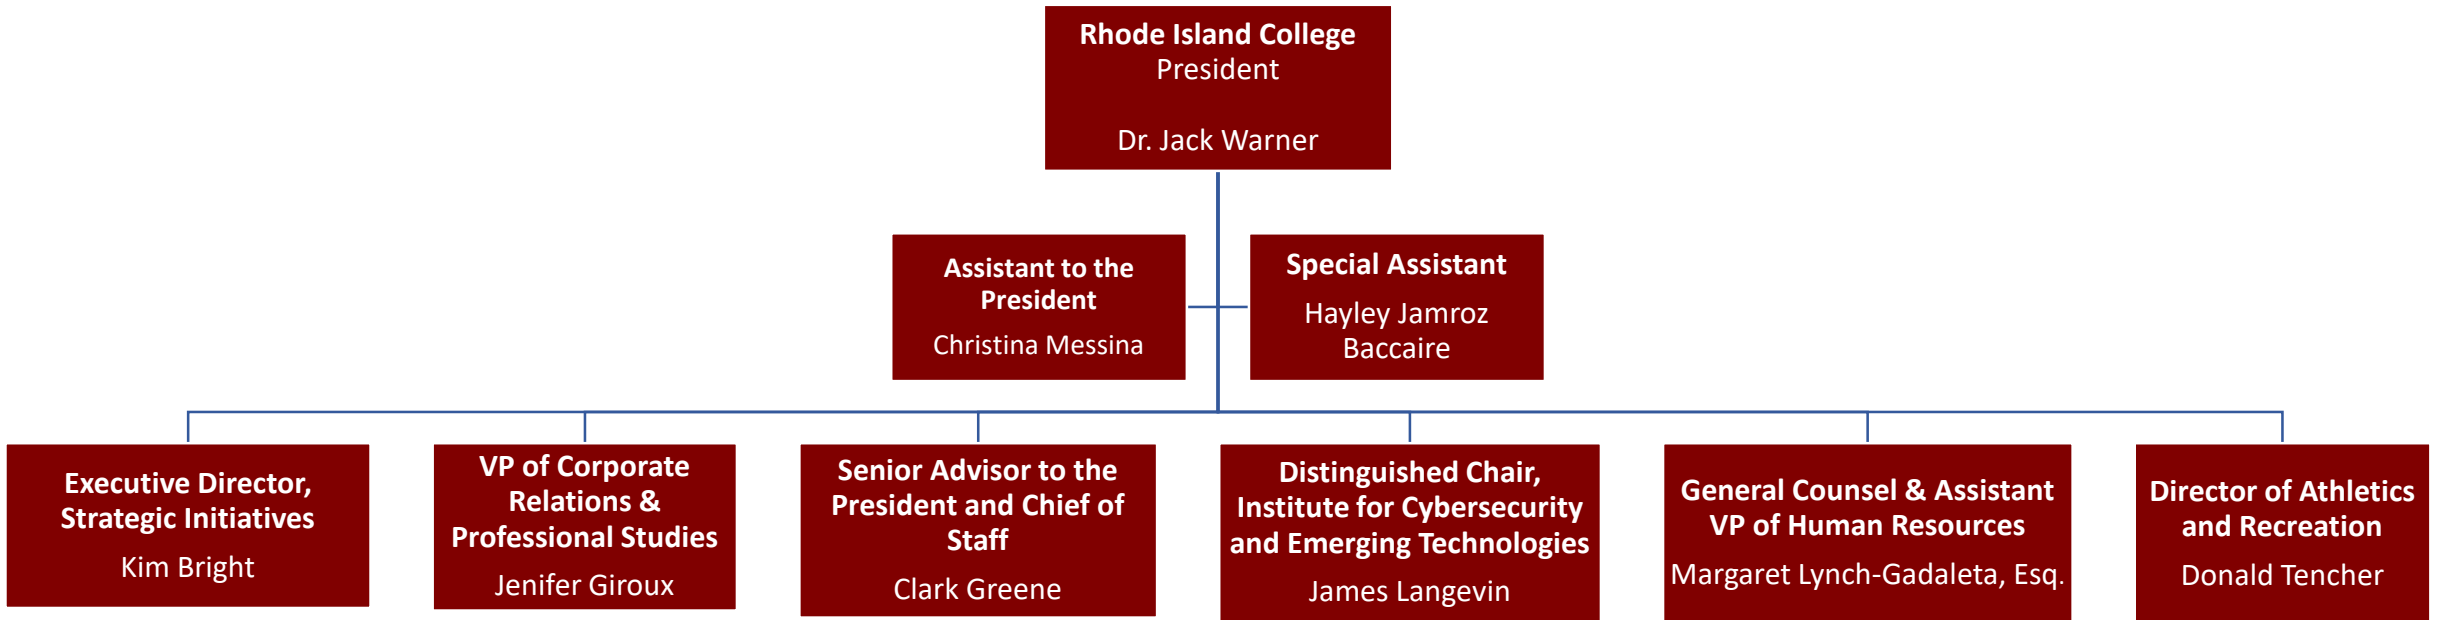 Rhode Island College
President
Dr. Jack Warner
Assistant to the
President
Christina Messina
Special Assistant
Hayley Jamroz
Baccaire
Executive Director,
Strategic Initiatives
Kim Bright
VP of Corporate
Relations &
Professional Studies
Jenifer Giroux
Senior Advisor to the
President and Chief of
Staff
Clark Greene
Distinguished Chair,
Institute for Cybersecurity
and Emerging Technologies
James Langevin
General Counsel & Assistant
VP of Human Resources
Margaret Lynch-Gadaleta, Esq.
Director of Athletics
and Recreation
Donald Tencher